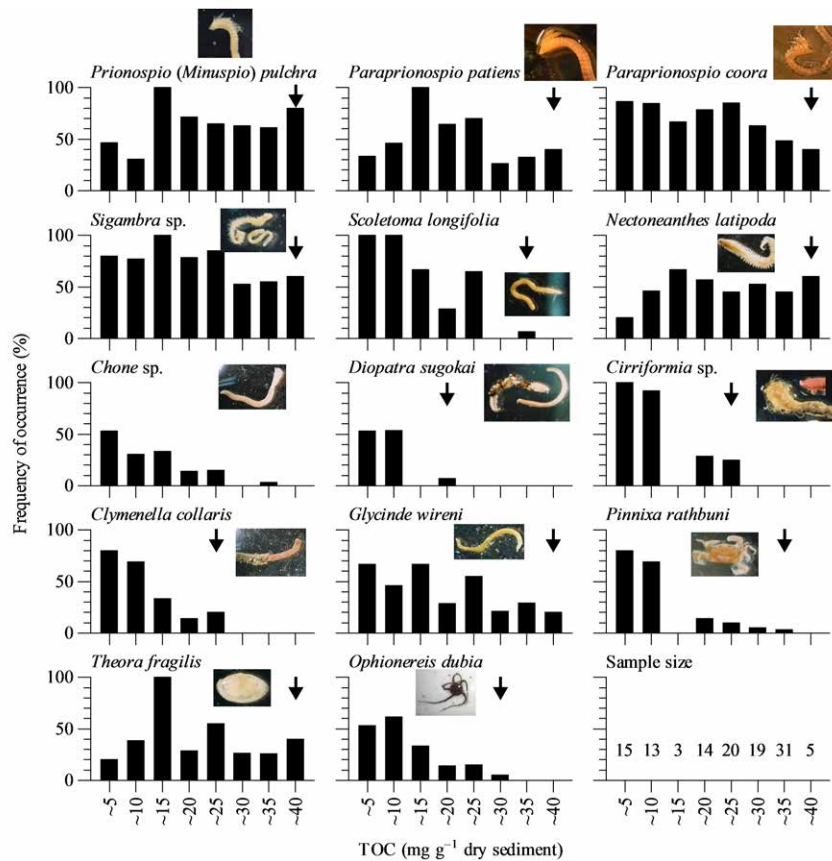 Prionospio (Minuspio) pulchra
Paraprionospio patiens
Paraprionospio coora
100
50
0
Sigambra sp.
Scoletoma longifolia
Nectoneanthes latipoda
100
50
0
Frequency of occurrence (%)
Chone sp.
Diopatra sugokai
Cirriformia sp.
100
50
0
Clymenella collaris
Glycinde wireni
Pinnixa rathbuni
100
50
0
Theora fragilis
Ophionereis dubia
Sample size
100
50
0
15 13 3 14 20 19 31 5
~5 ~10 ~15 ~20 ~25 ~30 ~35 ~40
~5 ~10 ~15 ~20 ~25 ~30 ~35 ~40
~5 ~10 ~15 ~20 ~25 ~30 ~35 ~40
TOC (mg g⁻¹ dry sediment)